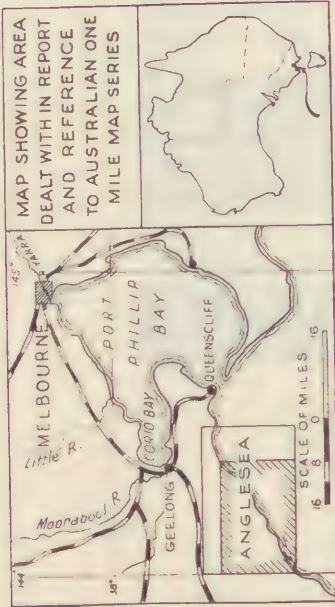 MAP SHOWING AREA
DEALT WITH IN REPORT
AND REFERENCE
TO AUSTRALIAN ONE
MILE MAP SERIES
144
145°
YARRA
MELBOURNE
Little R.
PORT
PHILLIP
BAY
Moorabool R.
CORIO BAY
38°
GEELONG
QUEENSCLIFF
ANGLESEA
SCALE OF MILES
16 8 0 16